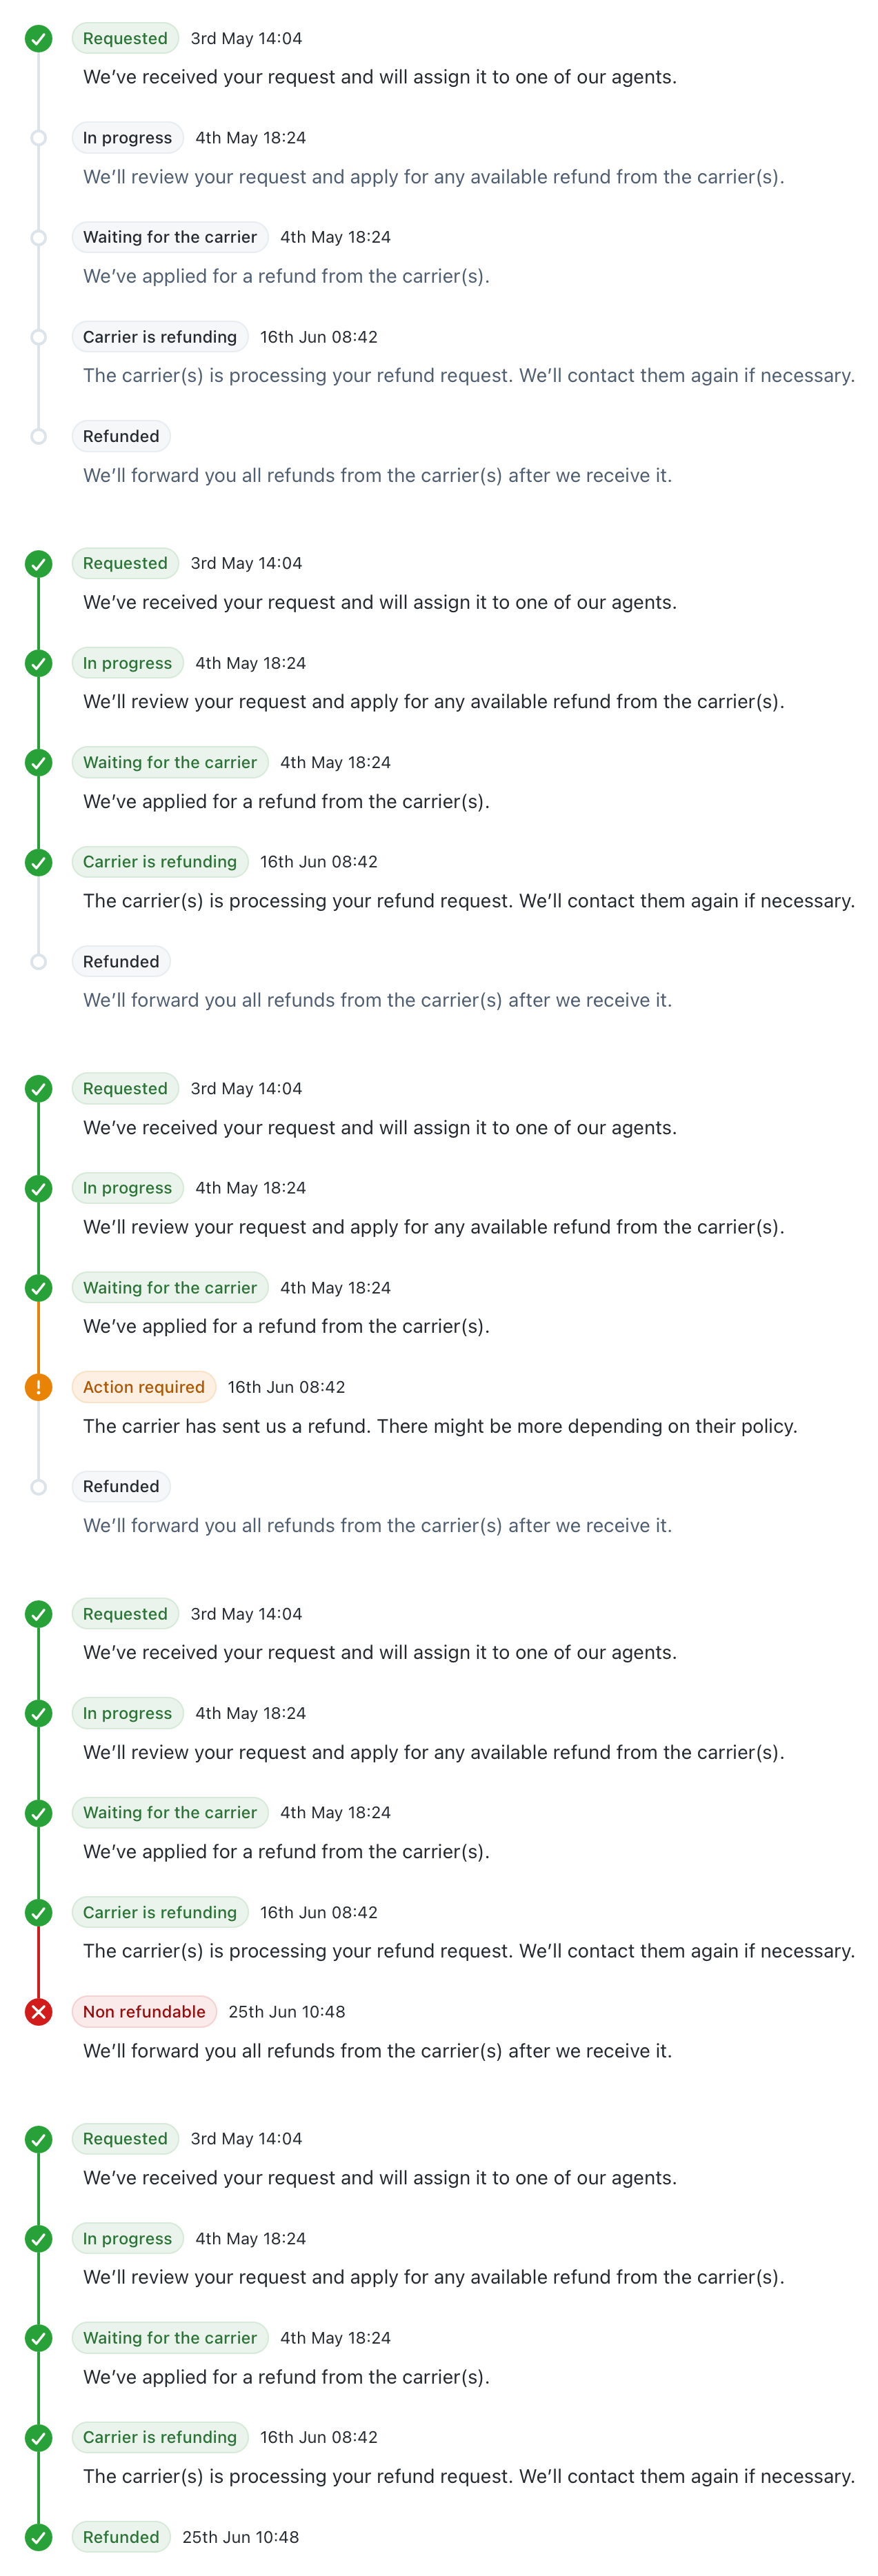 Requested 3rd May 14:04
We’ve received your request and will assign it to one of our agents.
In progress 4th May 18:24
We’ll review your request and apply for any available refund from the carrier(s).
Waiting for the carrier 4th May 18:24
We’ve applied for a refund from the carrier(s).
Carrier is refunding 16th Jun 08:42
The carrier(s) is processing your refund request. We’ll contact them again if necessary.
Refunded
We’ll forward you all refunds from the carrier(s) after we receive it.
Requested 3rd May 14:04
We’ve received your request and will assign it to one of our agents.
In progress 4th May 18:24
We’ll review your request and apply for any available refund from the carrier(s).
Waiting for the carrier 4th May 18:24
We’ve applied for a refund from the carrier(s).
Carrier is refunding 16th Jun 08:42
The carrier(s) is processing your refund request. We’ll contact them again if necessary.
Refunded
We’ll forward you all refunds from the carrier(s) after we receive it.
Requested 3rd May 14:04
We’ve received your request and will assign it to one of our agents.
In progress 4th May 18:24
We’ll review your request and apply for any available refund from the carrier(s).
Waiting for the carrier 4th May 18:24
We’ve applied for a refund from the carrier(s).
Action required 16th Jun 08:42
The carrier has sent us a refund. There might be more depending on their policy.
Refunded
We’ll forward you all refunds from the carrier(s) after we receive it.
Requested 3rd May 14:04
We’ve received your request and will assign it to one of our agents.
In progress 4th May 18:24
We’ll review your request and apply for any available refund from the carrier(s).
Waiting for the carrier 4th May 18:24
We’ve applied for a refund from the carrier(s).
Carrier is refunding 16th Jun 08:42
The carrier(s) is processing your refund request. We’ll contact them again if necessary.
Non refundable 25th Jun 10:48
We’ll forward you all refunds from the carrier(s) after we receive it.
Requested 3rd May 14:04
We’ve received your request and will assign it to one of our agents.
In progress 4th May 18:24
We’ll review your request and apply for any available refund from the carrier(s).
Waiting for the carrier 4th May 18:24
We’ve applied for a refund from the carrier(s).
Carrier is refunding 16th Jun 08:42
The carrier(s) is processing your refund request. We’ll contact them again if necessary.
Refunded 25th Jun 10:48